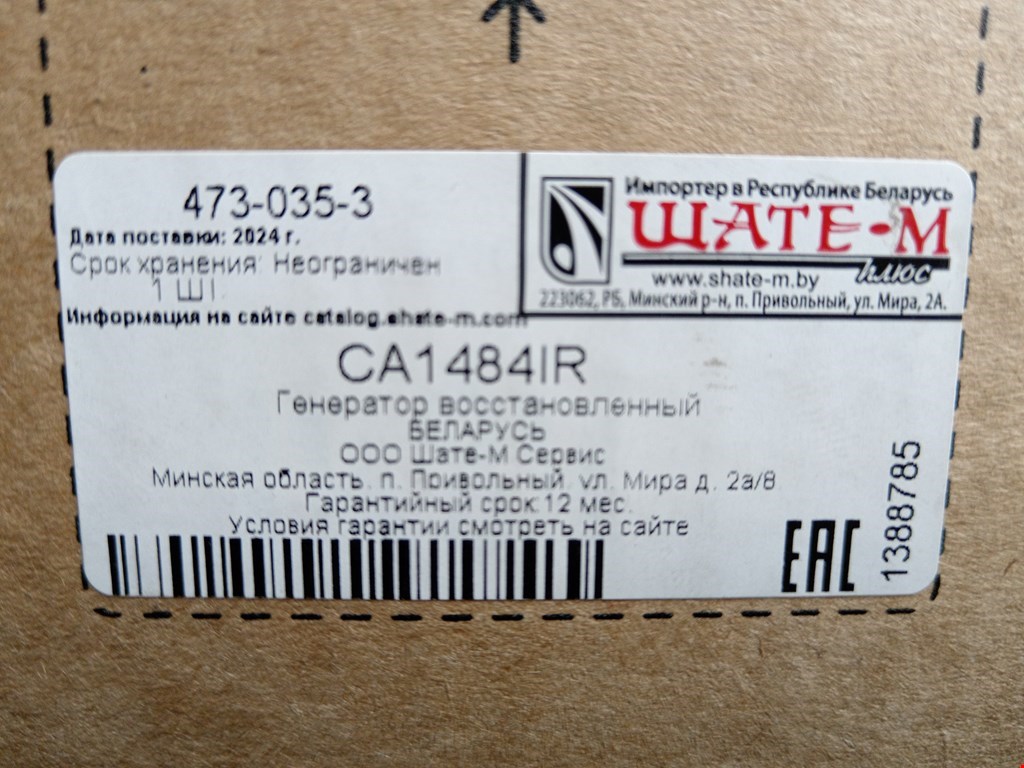 473-035-3
Дата поставки: 2024 г.
Срок хранения: Неограничен
1 ШТ.
Информация на сайте catalog.shate-m.com
Импортер в Республике Беларусь
ШАТЕ-М
плюс
www.shate-m.by
223062, РБ, Минский р-н, п. Привольный, ул. Мира, 2А.
CA1484IR
Генератор восстановленный
БЕЛАРУСЬ
ООО Шате-М Сервис
Минская область, п. Привольный, ул. Мира д. 2а/8
Гарантийный срок:12 мес.
Условия гарантии смотреть на сайте
EAC
1388785